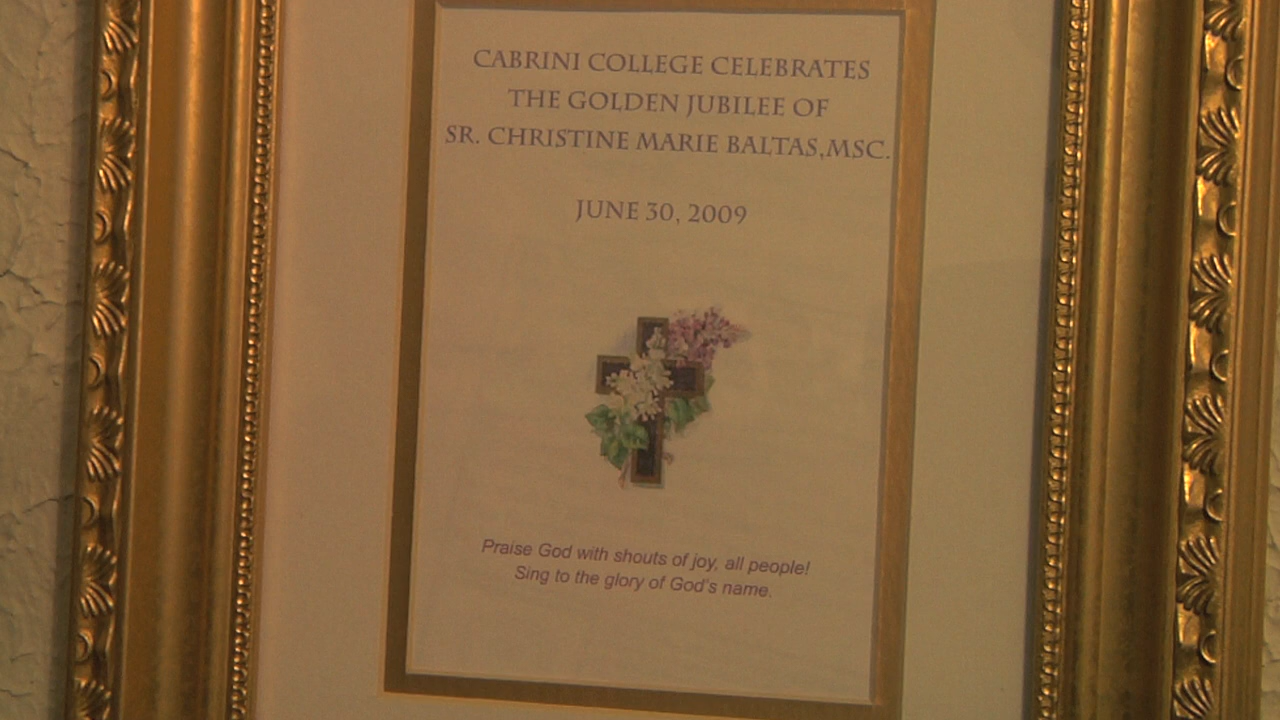 CABRINI COLLEGE CELEBRATES
THE GOLDEN JUBILEE OF
SR. CHRISTINE MARIE BALTAS,MSC.
JUNE 30, 2009
Praise God with shouts of joy, all people!
Sing to the glory of God's name.